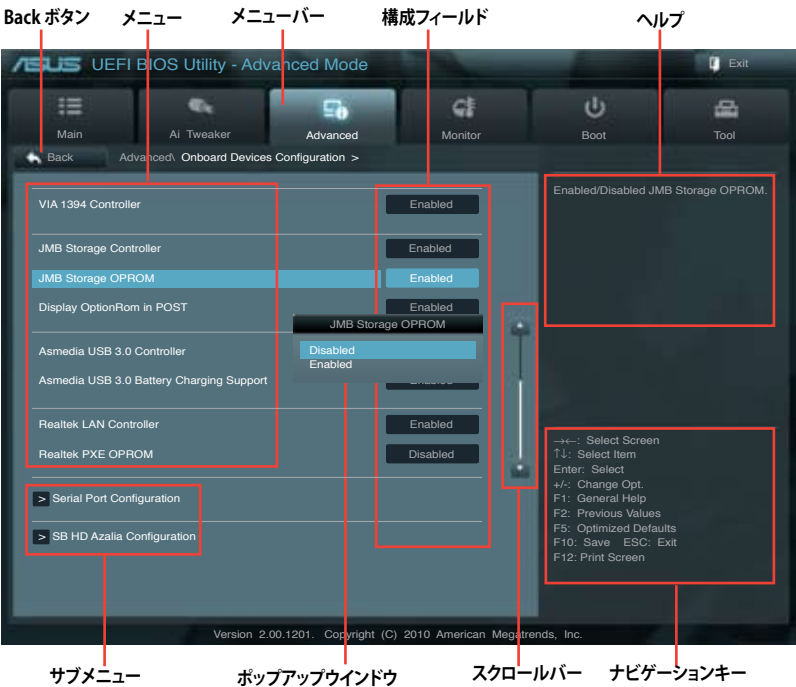 Back ボタン メニュー メニューバー 構成フィールド ヘルプ
ASUS UEFI BIOS Utility - Advanced Mode Exit
Main Ai Tweaker Advanced Monitor Boot Tool
Back Advanced\ Onboard Devices Configuration >
VIA 1394 Controller Enabled
Enabled/Disabled JMB Storage OPROM.
JMB Storage Controller Enabled
JMB Storage OPROM Enabled
Display OptionRom in POST Enabled
JMB Storage OPROM
Disabled
Enabled
Asmedia USB 3.0 Controller
Asmedia USB 3.0 Battery Charging Support
Realtek LAN Controller Enabled
Realtek PXE OPROM Disabled
> Serial Port Configuration
> SB HD Azalia Configuration
→←: Select Screen
↑↓: Select Item
Enter: Select
+/-: Change Opt.
F1: General Help
F2: Previous Values
F5: Optimized Defaults
F10: Save ESC: Exit
F12: Print Screen
Version 2.00.1201. Copyright (C) 2010 American Megatrends, Inc.
サブメニュー ポップアップウインドウ スクロールバー ナビゲーションキー